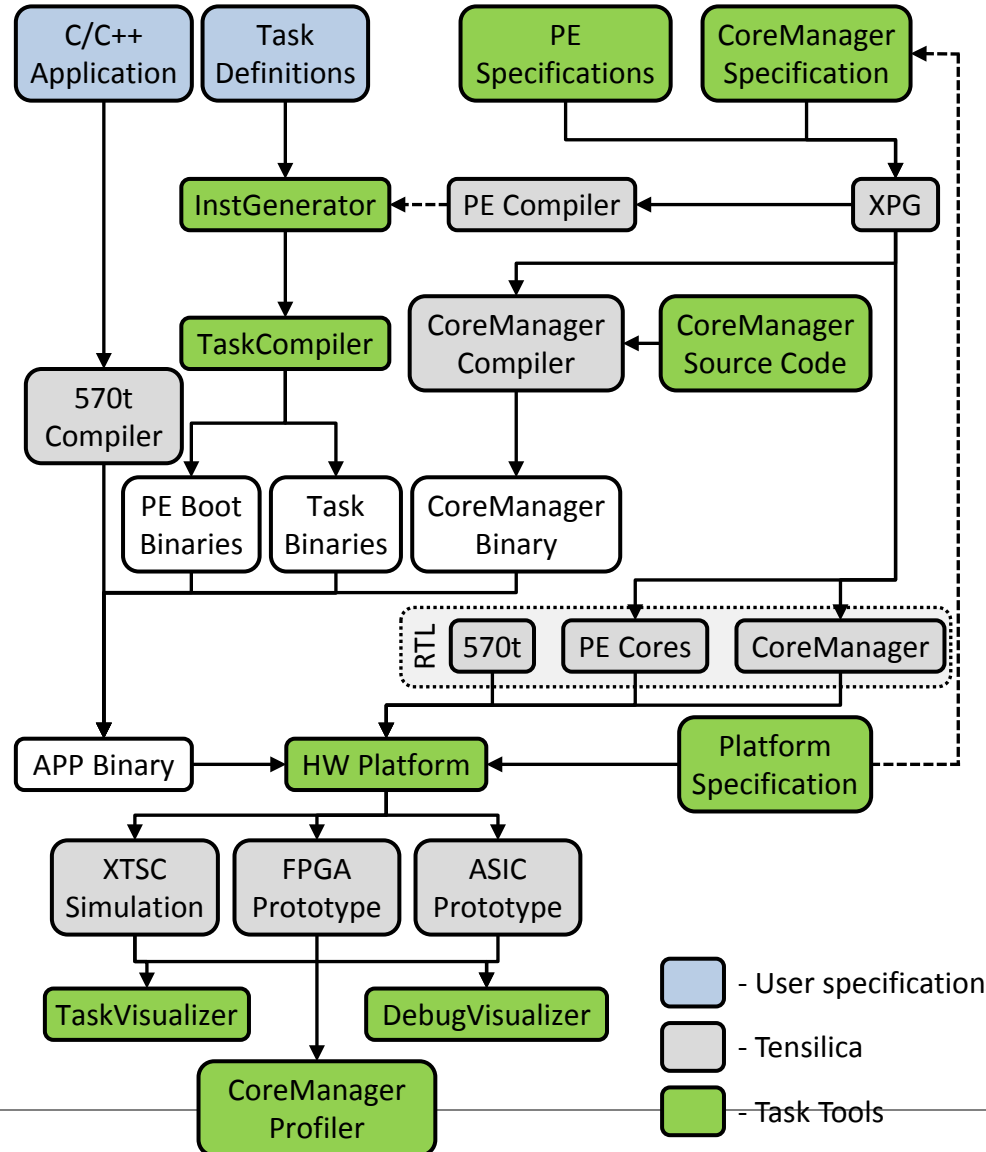 C/C++
Application
Task
Definitions
PE
Specifications
CoreManager
Specification
InstGenerator
PE Compiler
XPG
TaskCompiler
CoreManager
Compiler
CoreManager
Source Code
570t
Compiler
PE Boot
Binaries
Task
Binaries
CoreManager
Binary
RTL
570t
PE Cores
CoreManager
APP Binary
HW Platform
Platform
Specification
XTSC
Simulation
FPGA
Prototype
ASIC
Prototype
TaskVisualizer
DebugVisualizer
CoreManager
Profiler
- User specification
- Tensilica
- Task Tools